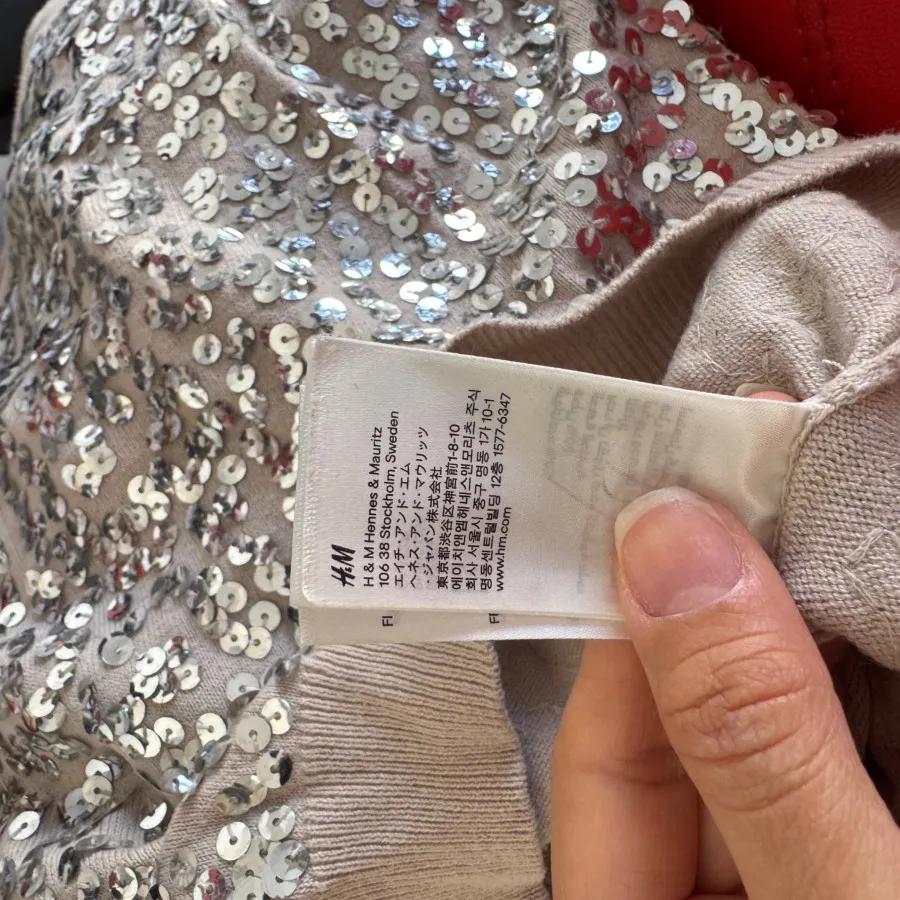 H&M
H & M Hennes & Mauritz
106 38 Stockholm, Sweden
エイチ・アンド・エム
ヘネス・アンド・マウリッツ
・ジャパン株式会社
東京都渋谷区神宮前1-8-10
에이치앤엠헤네스앤모리츠 주식
회사 서울시 중구 명동 1가 10-1
명동센트럴빌딩 12층 1577-6347
www.hm.com
FI
FI